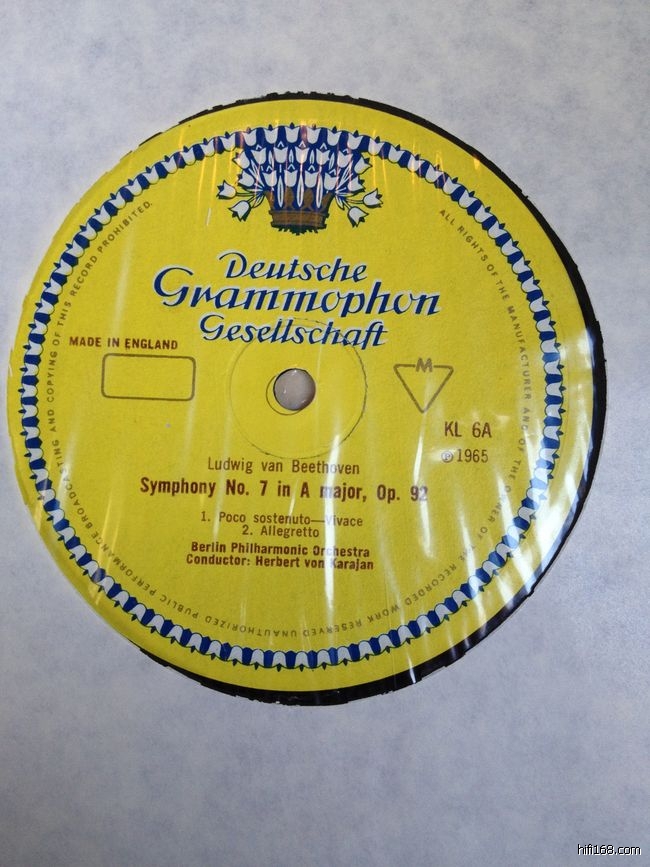 Deutsche
Grammophon
Gesellschaft
MADE IN ENGLAND
M
KL 6A
℗ 1965
Ludwig van Beethoven
Symphony No. 7 in A major, Op. 92
1. Poco sostenuto—Vivace
2. Allegretto
Berlin Philharmonic Orchestra
Conductor: Herbert von Karajan
ALL RIGHTS OF THE MANUFACTURER AND OF THE OWNER OF THE RECORDED WORK RESERVED UNAUTHORIZED PUBLIC PERFORMANCE BROADCASTING AND COPYING OF THIS RECORD PROHIBITED.
hifi168.com